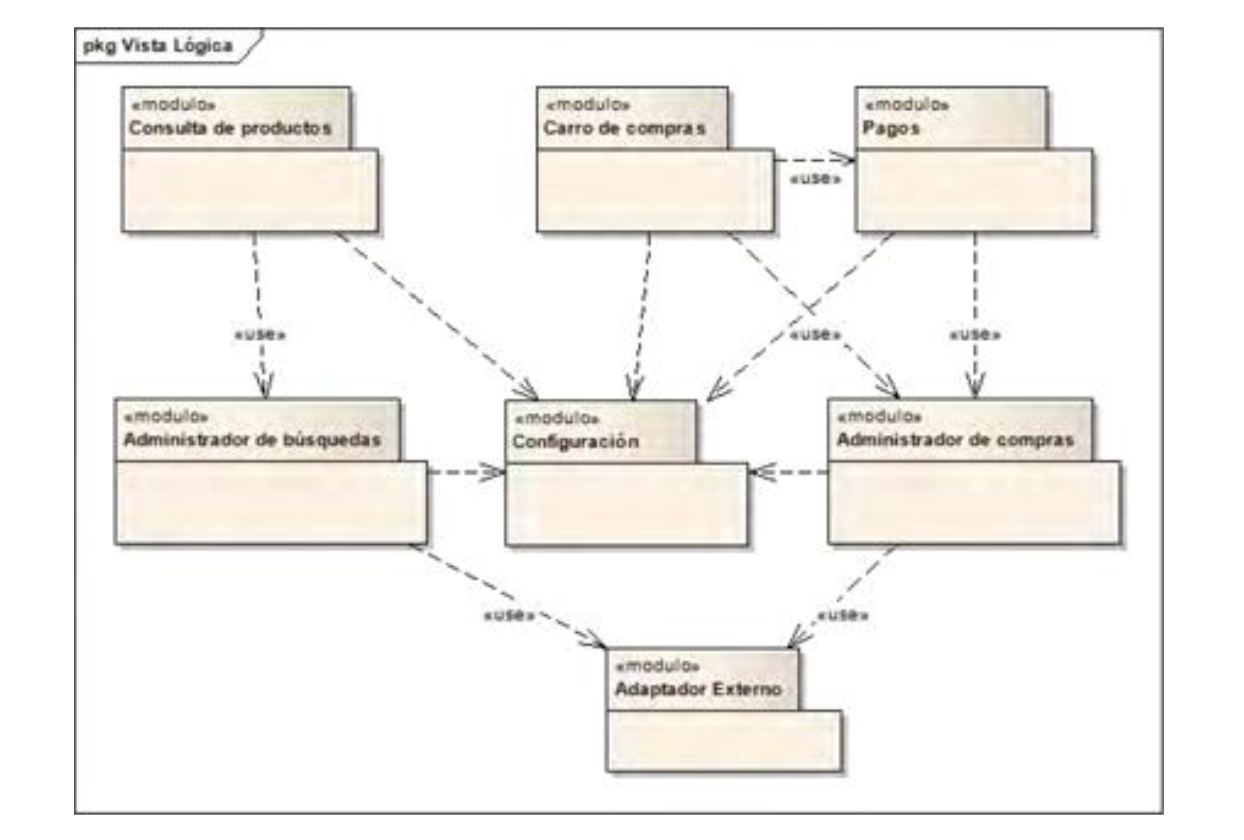 pkg Vista Lógica
«modulo»
Consulta de productos
«modulo»
Carro de compras
«modulo»
Pagos
«use»
«use»
«use»
«use»
«modulo»
Administrador de búsquedas
«modulo»
Configuración
«modulo»
Administrador de compras
«use»
«use»
«modulo»
Adaptador Externo